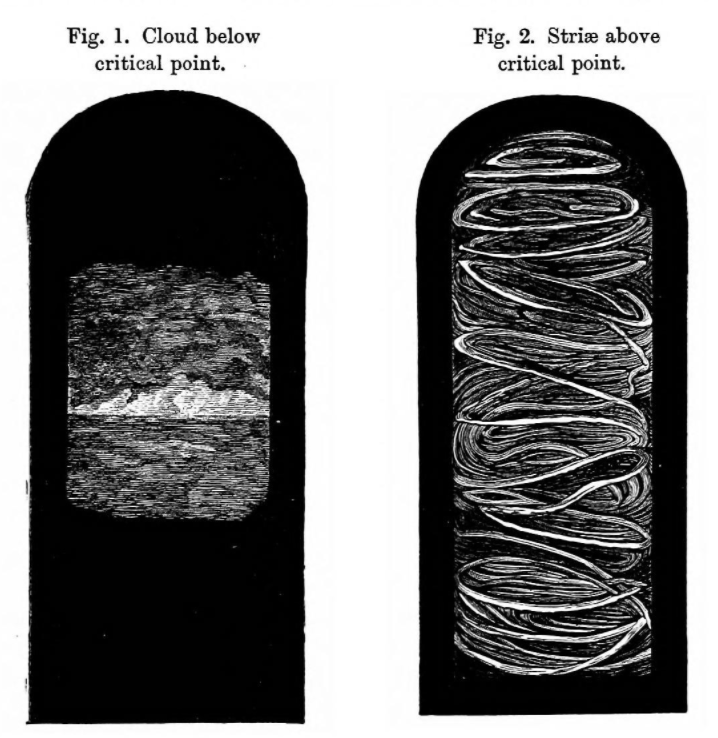 Fig. 1. Cloud below
critical point.
Fig. 2. Striæ above
critical point.